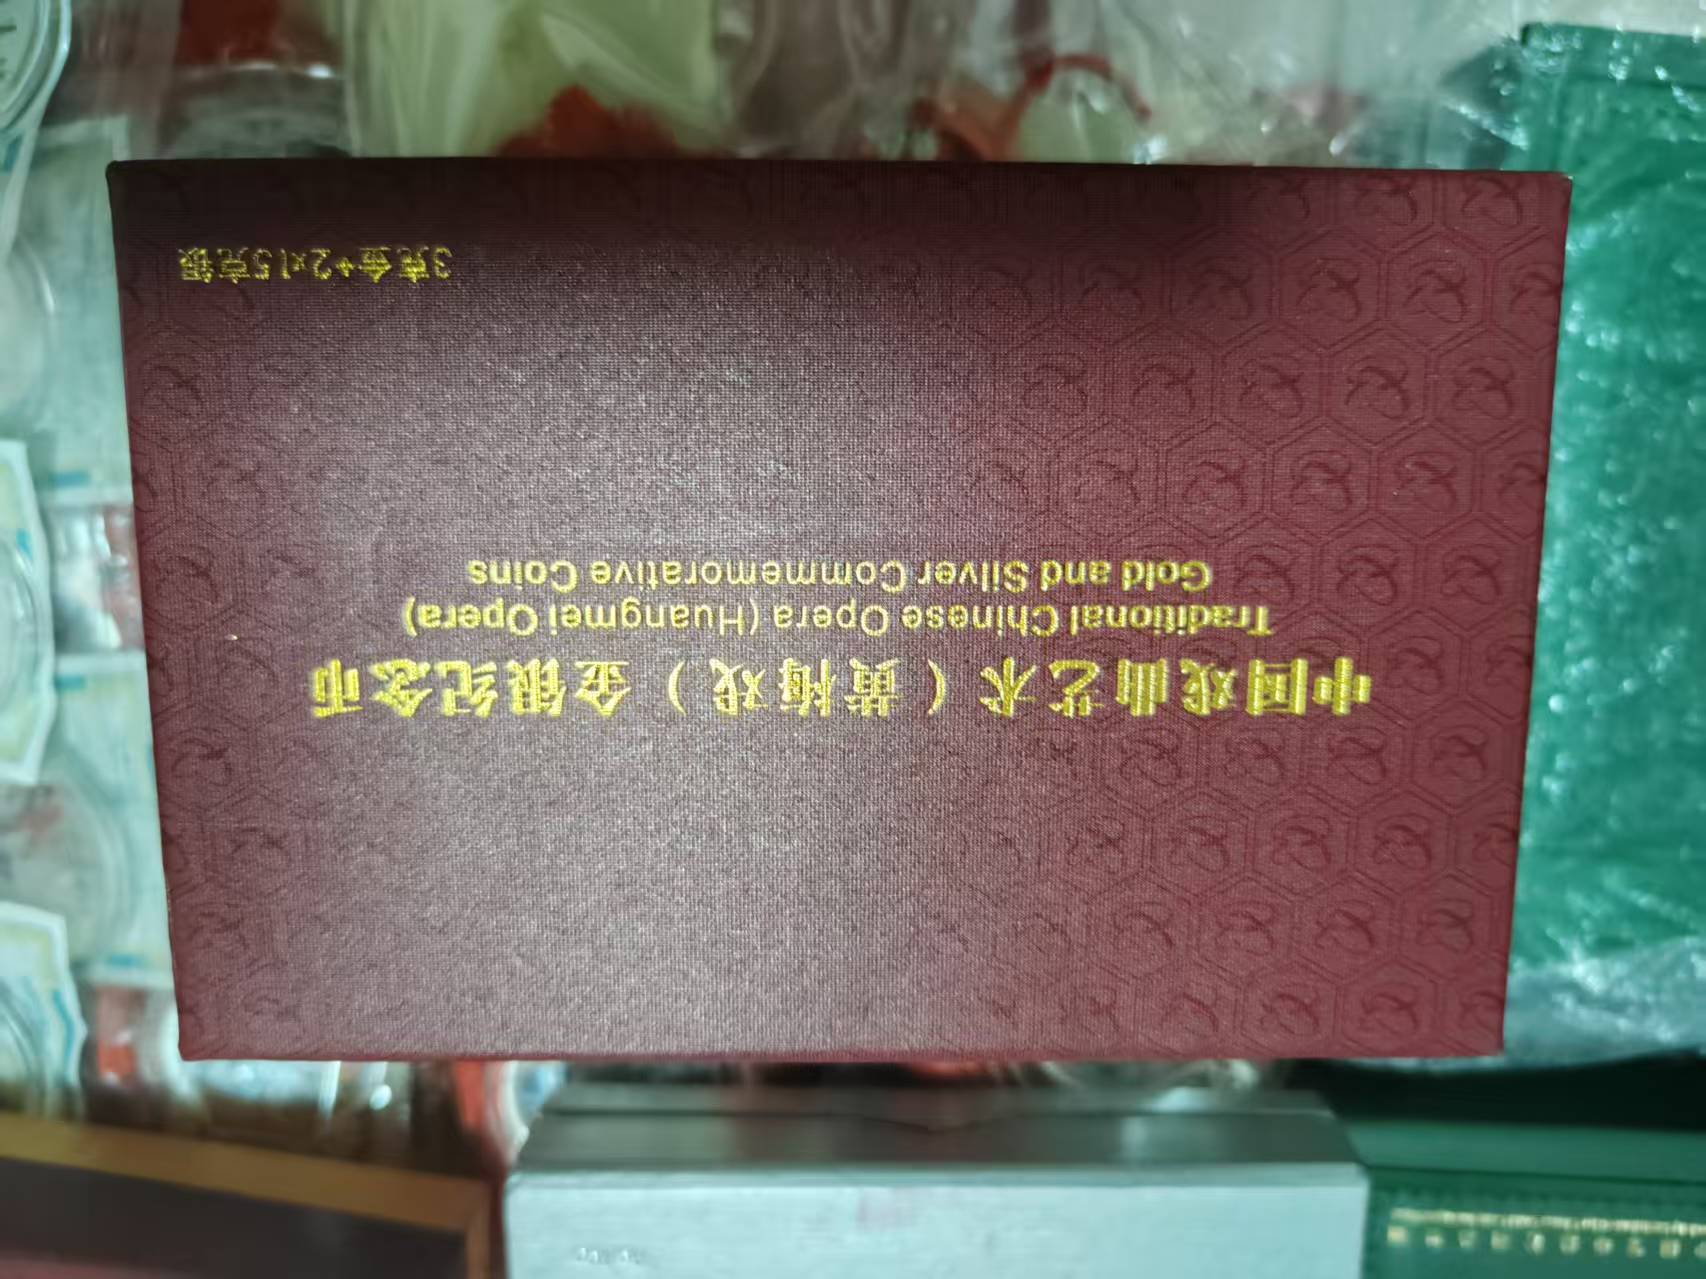 中国戏曲艺术（黄梅戏）金银纪念币
Traditional Chinese Opera (Huangmei Opera)
Gold and Silver Commemorative Coins
3克金+2×15克银